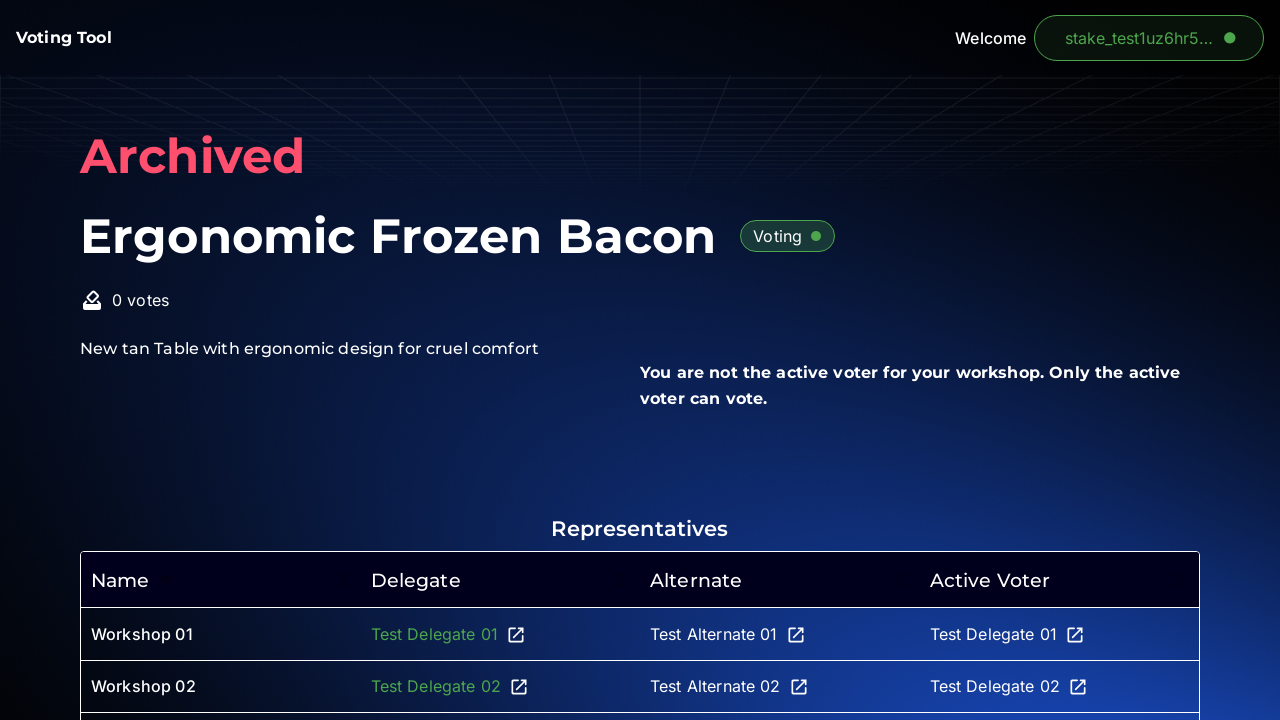 Voting Tool
Welcome
stake_test1uz6hr5...
Archived
Ergonomic Frozen Bacon
Voting
0 votes
New tan Table with ergonomic design for cruel comfort
You are not the active voter for your workshop. Only the active
voter can vote.
Representatives
Name Delegate Alternate Active Voter
Workshop 01 Test Delegate 01 Test Alternate 01 Test Delegate 01
Workshop 02 Test Delegate 02 Test Alternate 02 Test Delegate 02